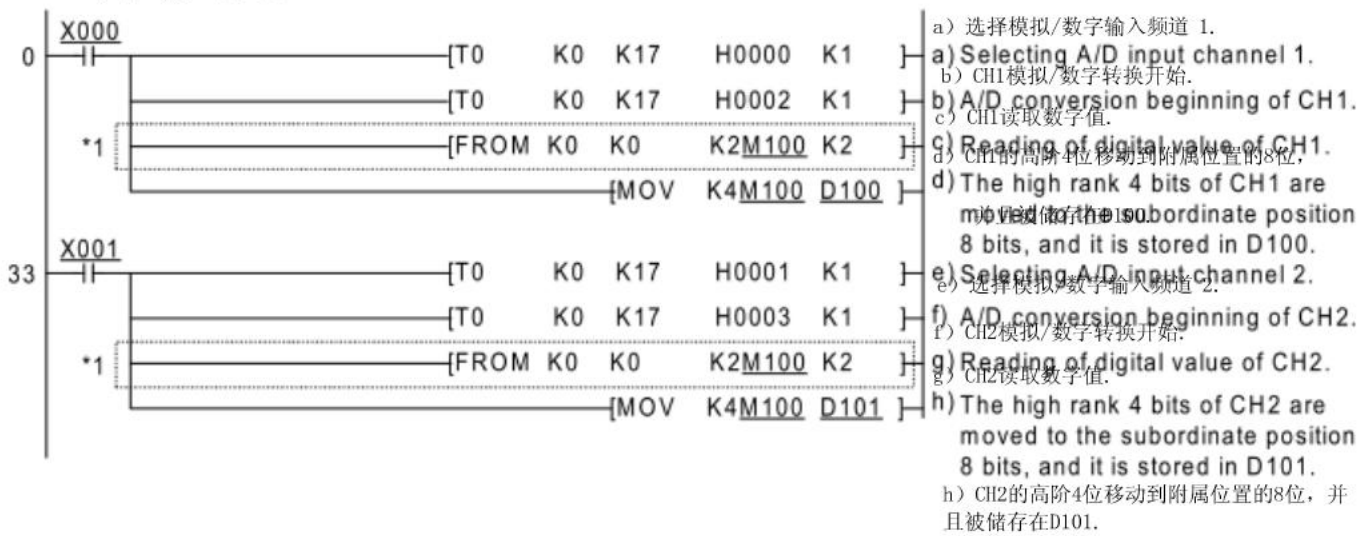 X000
0 [T0 K0 K17 H0000 K1 ]
a) 选择模拟/数字输入频道 1.
a) Selecting A/D input channel 1.
b) CH1模拟/数字转换开始.
[T0 K0 K17 H0002 K1 ]
b) A/D conversion beginning of CH1.
c) CH1读取数字值.
*1 [FROM K0 K0 K2M100 K2 ]
c) Reading of digital value of CH1.
d) CH1的高阶4位移动到附属位置的8位,
[MOV K4M100 D100 ]
d) The high rank 4 bits of CH1 are
moved to the subordinate position
并且被储存在D100.
8 bits, and it is stored in D100.
X001
33 [T0 K0 K17 H0001 K1 ]
e) Selecting A/D input channel 2.
e) 选择模拟/数字输入频道 2.
[T0 K0 K17 H0003 K1 ]
f) A/D conversion beginning of CH2.
f) CH2模拟/数字转换开始.
*1 [FROM K0 K0 K2M100 K2 ]
g) Reading of digital value of CH2.
g) CH2读取数字值.
[MOV K4M100 D101 ]
h) The high rank 4 bits of CH2 are
moved to the subordinate position
8 bits, and it is stored in D101.
h) CH2的高阶4位移动到附属位置的8位, 并
且被储存在D101.